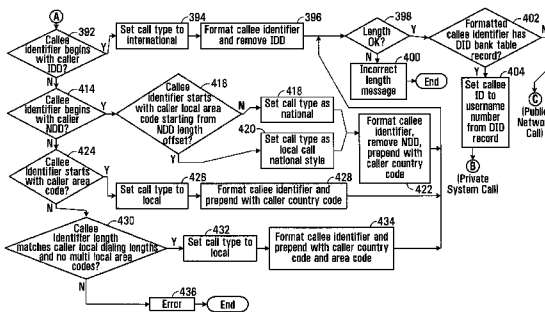 A
392
Callee
identifier begins
with caller
IDD?
Y
N
394
Set call type to
international
396
Format callee identifier
and remove IDD
398
Length
OK?
Y
N
400
Incorrect
length
message
End
402
Formatted
callee identifier has
DID bank table
record?
N
Y
404
Set callee
ID to
username
number
from DID
record
B
(Private
System Call)
C
(Public
Network
Call)
414
Callee
identifier begins
with caller
NDD?
Y
N
416
Callee
identifier starts
with caller local area
code starting from
NDD length
offset?
N
Y
418
Set call type as
national
420
Set call type as
local call
national style
Format callee
identifier,
remove NDD,
prepend with
caller country
code
422
424
Callee
identifier starts
with caller area
code?
Y
N
426
Set call type to
local
428
Format callee identifier and
prepend with caller country code
430
Callee
identifier length
matches caller local dialing lengths
and no multi local area
codes?
Y
N
432
Set call type to
local
434
Format callee identifier and
prepend with caller country
code and area code
436
Error
End